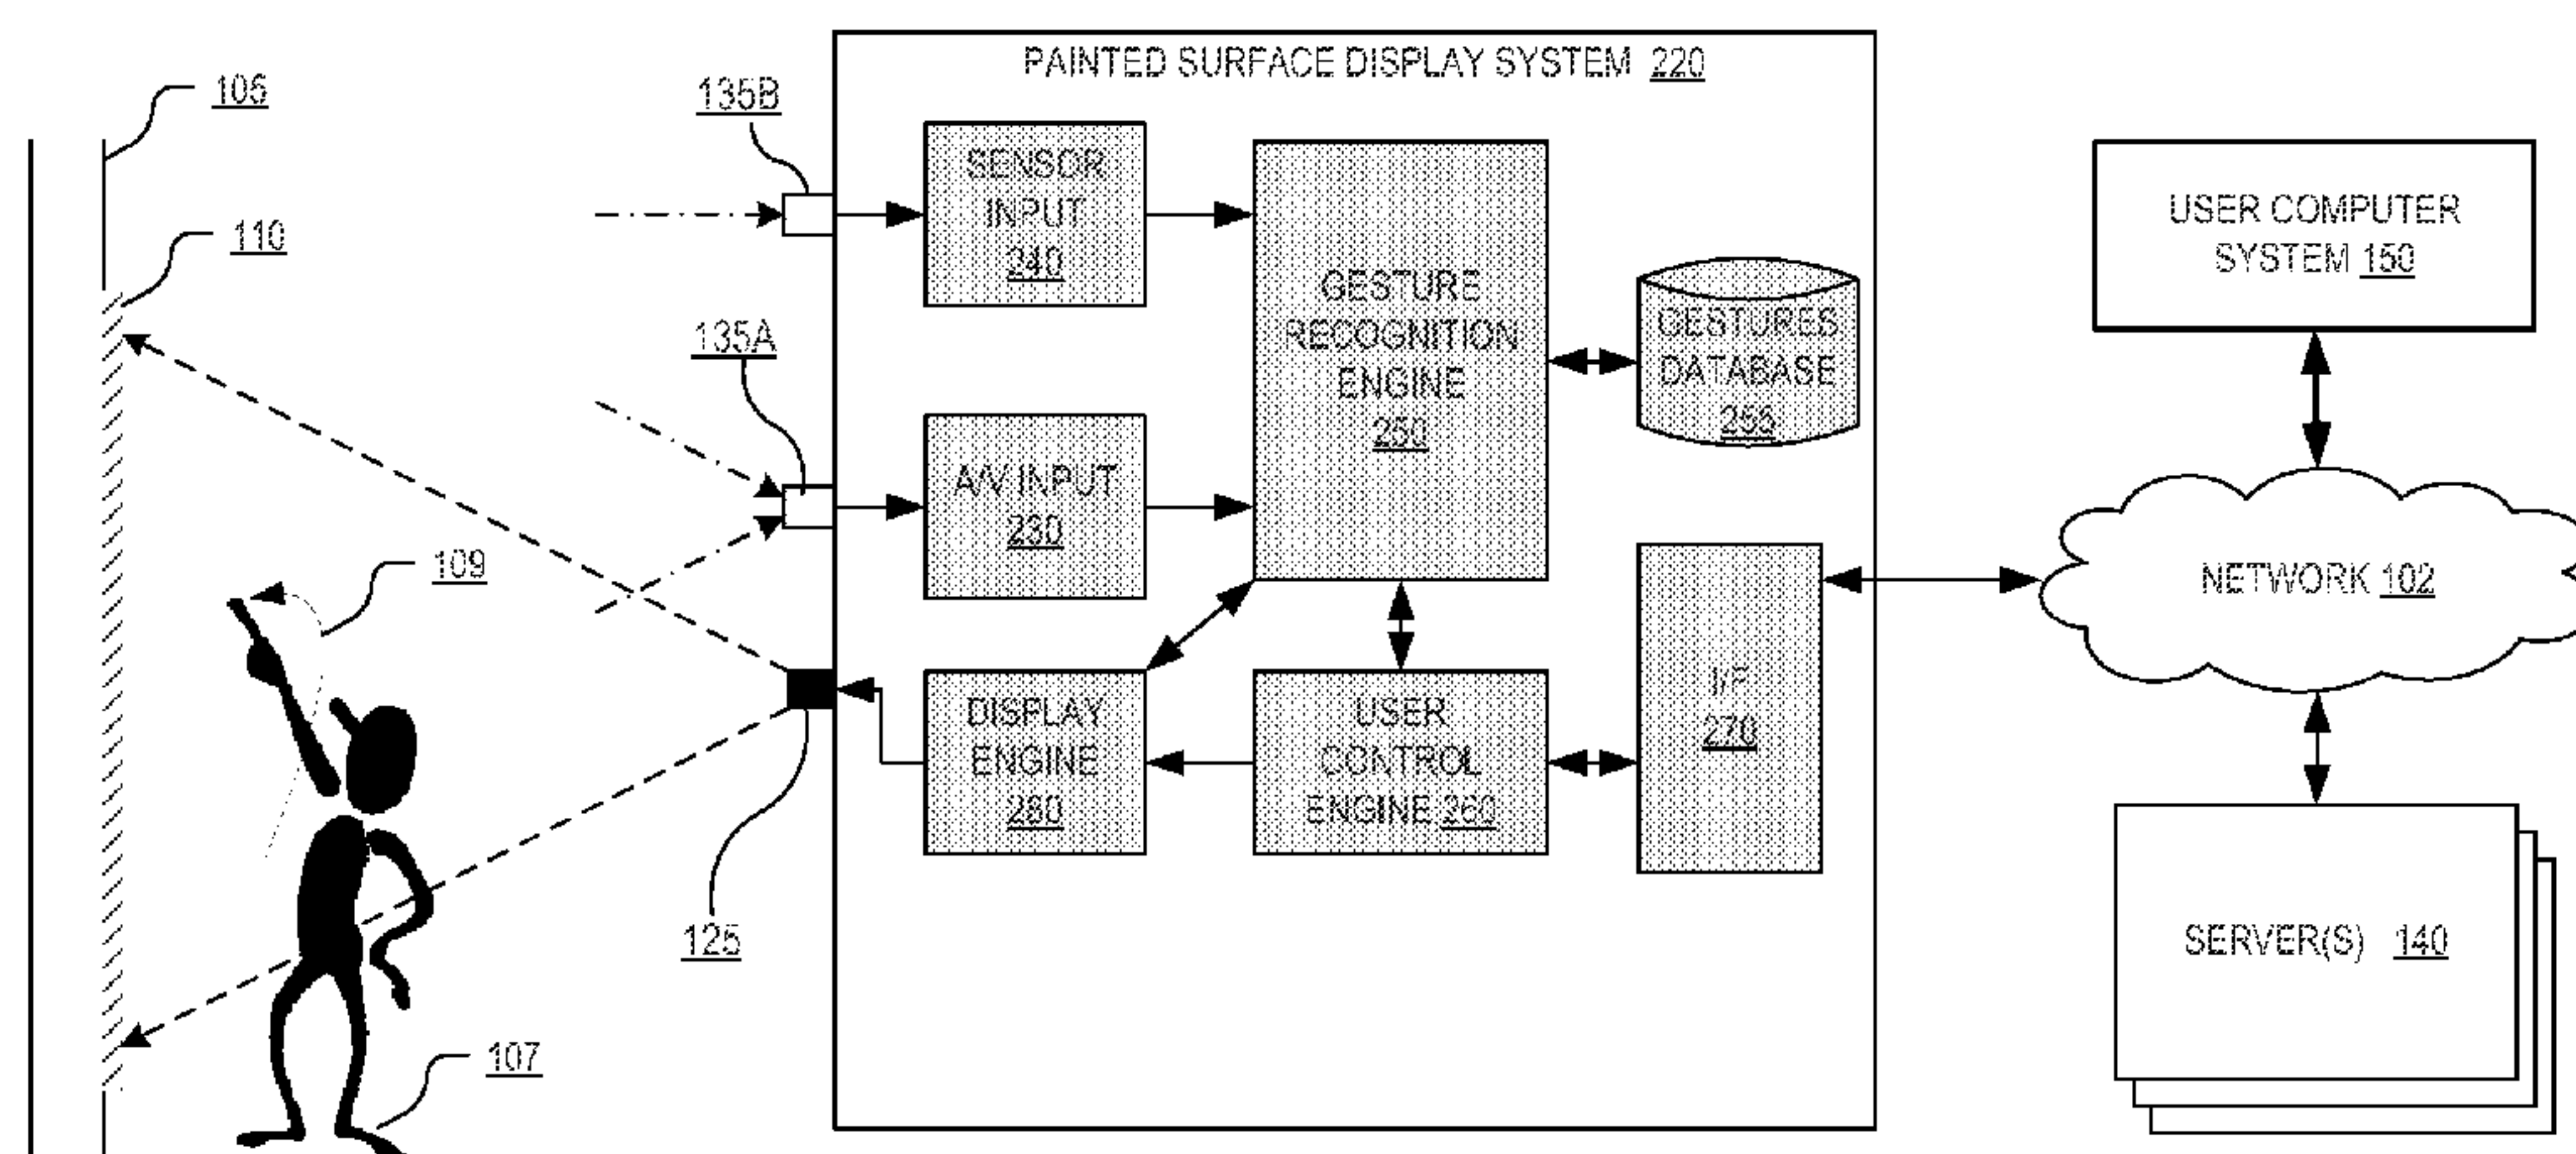 PAINTED SURFACE DISPLAY SYSTEM 220
105
135B
110
SENSOR
INPUT
240
GESTURE
RECOGNITION
ENGINE
250
GESTURES
DATABASE
255
USER COMPUTER
SYSTEM 150
135A
A/V INPUT
230
109
NETWORK 102
I/F
270
DISPLAY
ENGINE
280
USER
CONTROL
ENGINE 260
125
SERVER(S) 140
107